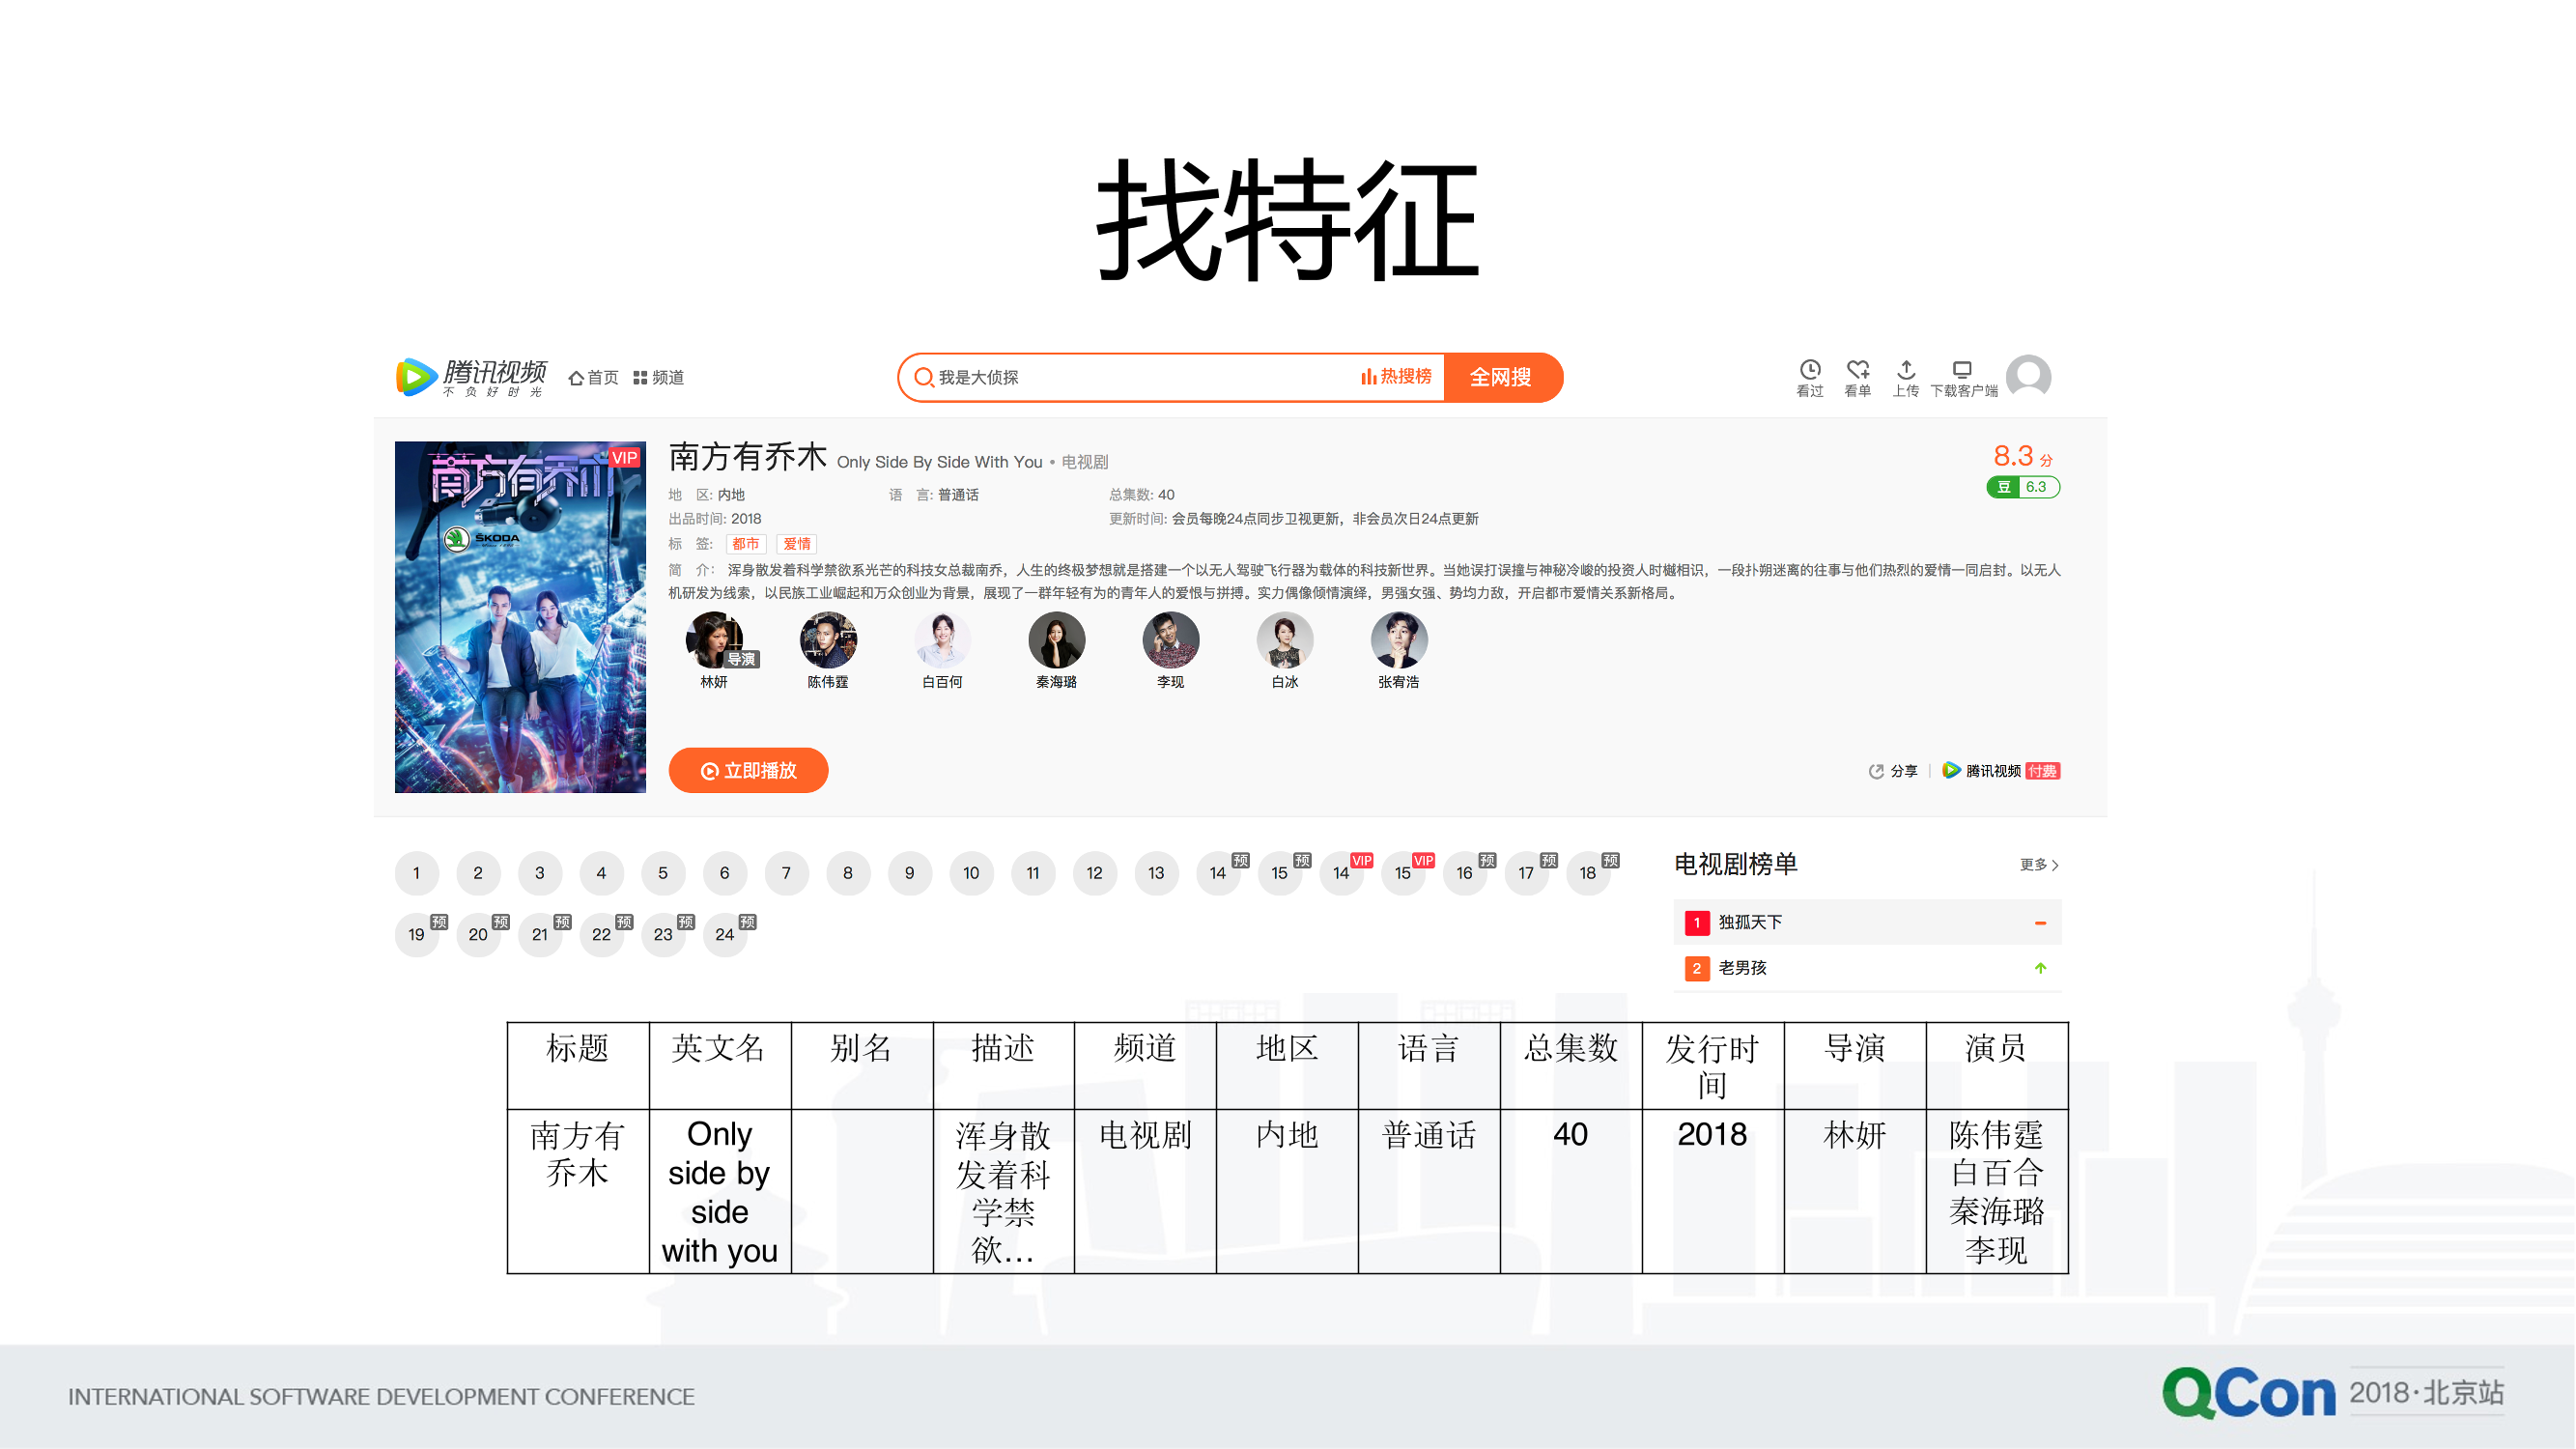 找特征
腾讯视频
不负好时光
首页 频道
我是大侦探 热搜榜 全网搜
看过 看单 上传 下载客户端
南方有乔木 VIP
ŠKODA
南方有乔木 Only Side By Side With You • 电视剧
8.3 分
豆 6.3
地 区: 内地 语 言: 普通话 总集数: 40
出品时间: 2018 更新时间: 会员每晚24点同步卫视更新，非会员次日24点更新
标 签: 都市 爱情
简 介: 浑身散发着科学禁欲系光芒的科技女总裁南乔，人生的终极梦想就是搭建一个以无人驾驶飞行器为载体的科技新世界。当她误打误撞与神秘冷峻的投资人时樾相识，一段扑朔迷离的往事与他们热烈的爱情一同启封。以无人
机研发为线索，以民族工业崛起和万众创业为背景，展现了一群年轻有为的青年人的爱恨与拼搏。实力偶像倾情演绎，男强女强、势均力敌，开启都市爱情关系新格局。
导演
林妍 陈伟霆 白百何 秦海璐 李现 白冰 张宥浩
立即播放
分享 | 腾讯视频 付费
1 2 3 4 5 6 7 8 9 10 11 12 13 14 预 15 预 14 VIP 15 VIP 16 预 17 预 18 预
19 预 20 预 21 预 22 预 23 预 24 预
电视剧榜单 更多
1 独孤天下
2 老男孩
标题 英文名 别名 描述 频道 地区 语言 总集数 发行时
间 导演 演员
南方有
乔木
Only
side by
side
with you
浑身散
发着科
学禁
欲…
电视剧
内地
普通话
40
2018
林妍
陈伟霆
白百合
秦海璐
李现
INTERNATIONAL SOFTWARE DEVELOPMENT CONFERENCE
QCon 2018·北京站